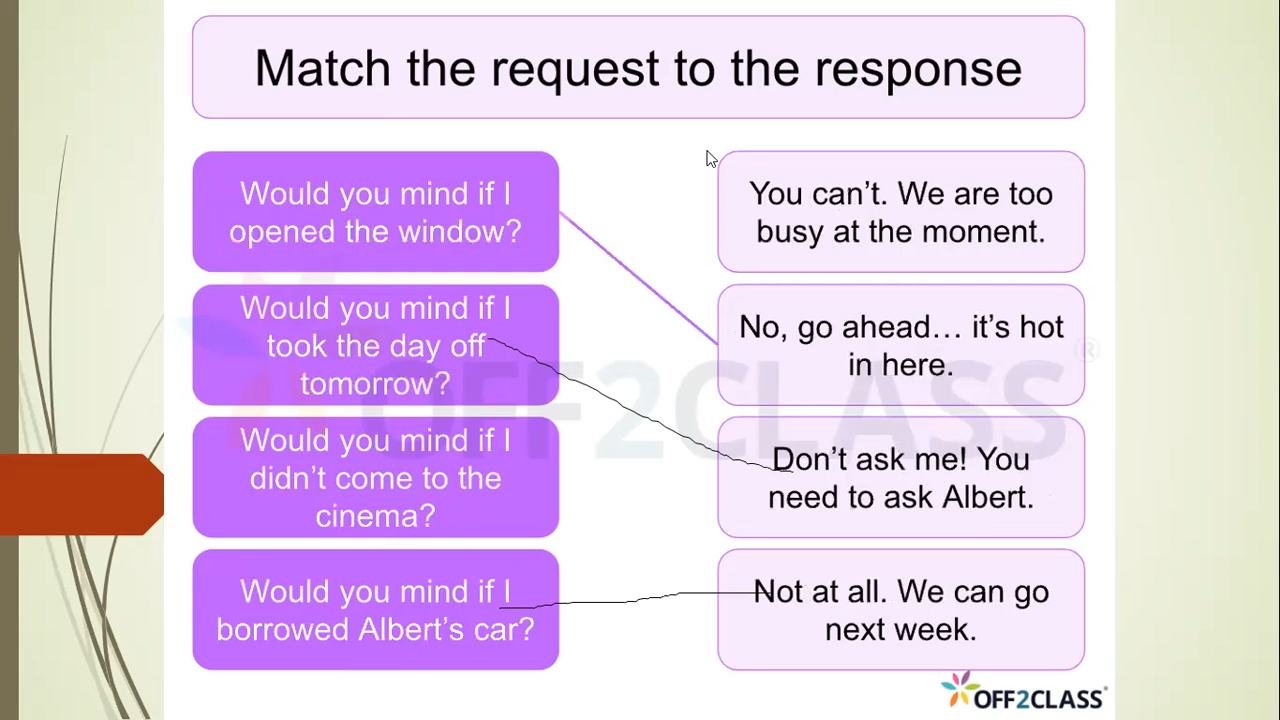 Match the request to the response
Would you mind if I
opened the window?
You can't. We are too
busy at the moment.
Would you mind if I
took the day off
tomorrow?
No, go ahead... it's hot
in here.
Would you mind if I
didn't come to the
cinema?
Don't ask me! You
need to ask Albert.
Would you mind if I
borrowed Albert's car?
Not at all. We can go
next week.
OFF2CLASS®
OFF2CLASS®